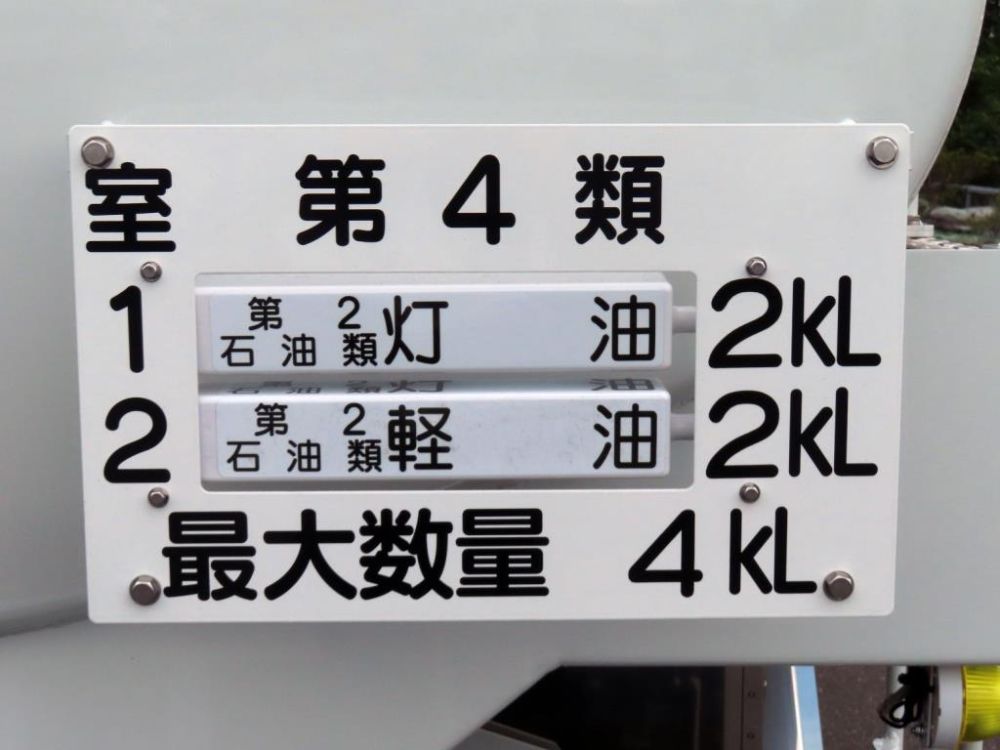 室 第4類
1 第2石油類 灯油 2kL
2 第2石油類 軽油 2kL
最大数量 4kL